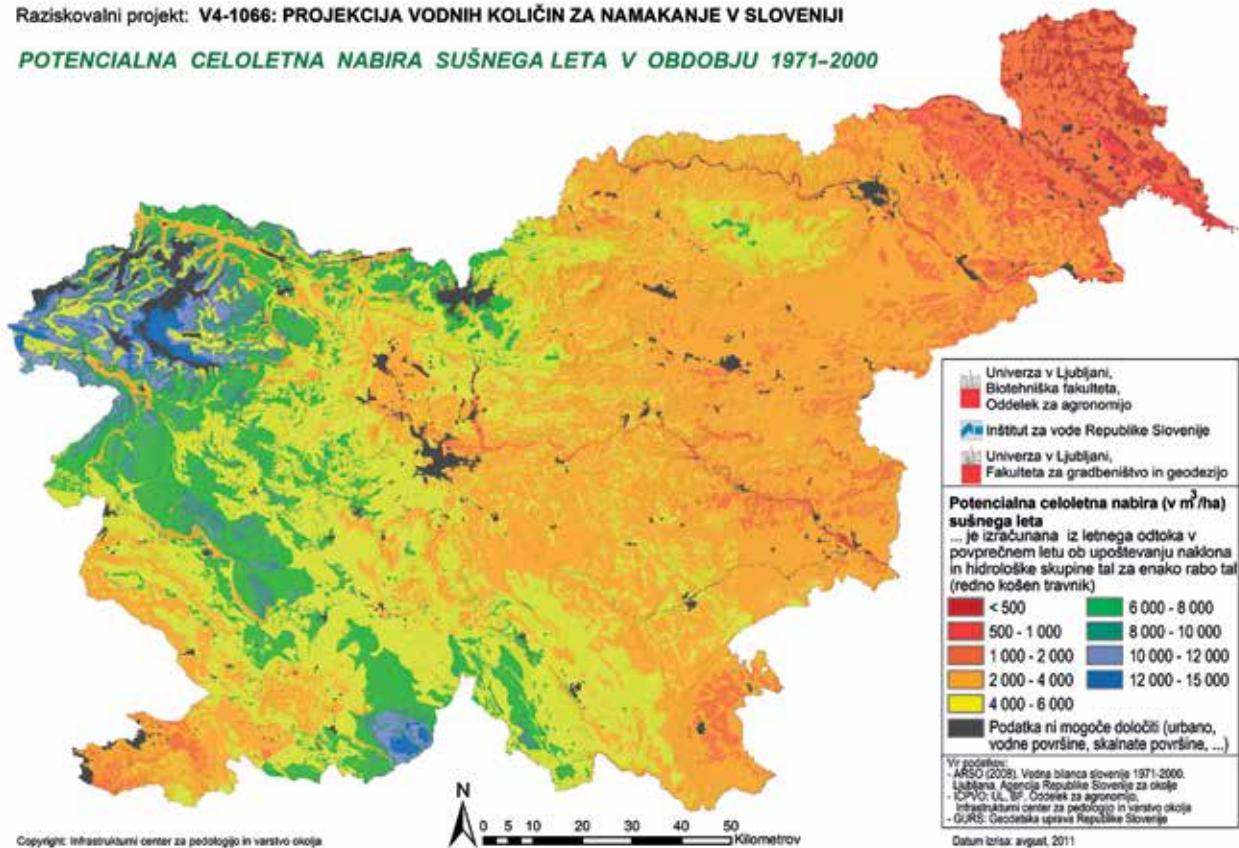 Raziskovalni projekt: V4-1066: PROJEKCIJA VODNIH KOLIČIN ZA NAMAKANJE V SLOVENIJI
POTENCIALNA CELOLETNA NABIRA SUŠNEGA LETA V OBDOBJU 1971-2000
Univerza v Ljubljani,
Biotehniška fakulteta,
Oddelek za agronomijo
Inštitut za vode Republike Slovenije
Univerza v Ljubljani,
Fakulteta za gradbeništvo in geodezijo
Potencialna celoletna nabira (v m³/ha)
sušnega leta
... je izračunana iz letnega odtoka v
povprečnem letu ob upoštevanju naklona
in hidrološke skupine tal za enako rabo tal
(redno košen travnik)
< 500
500 - 1 000
1 000 - 2 000
2 000 - 4 000
4 000 - 6 000
6 000 - 8 000
8 000 - 10 000
10 000 - 12 000
12 000 - 15 000
Podatka ni mogoče določiti (urbano,
vodne površine, skalnate površine, ...)
Vir podatkov:
- ARSO (2008). Vodna bilanca slovenije 1971-2000.
Ljubljana, Agencija Republike Slovenije za okolje
- ICPVO: UL, BF, Oddelek za agronomijo,
Infrastrukturni center za pedologijo in varstvo okolja
- GURS: Geodetska uprava Republike Slovenije
N
0 5 10 20 30 40 50
Kilometrov
Copyright: Infrastrukturni center za pedologijo in varstvo okolja
Datum izrisa: avgust, 2011